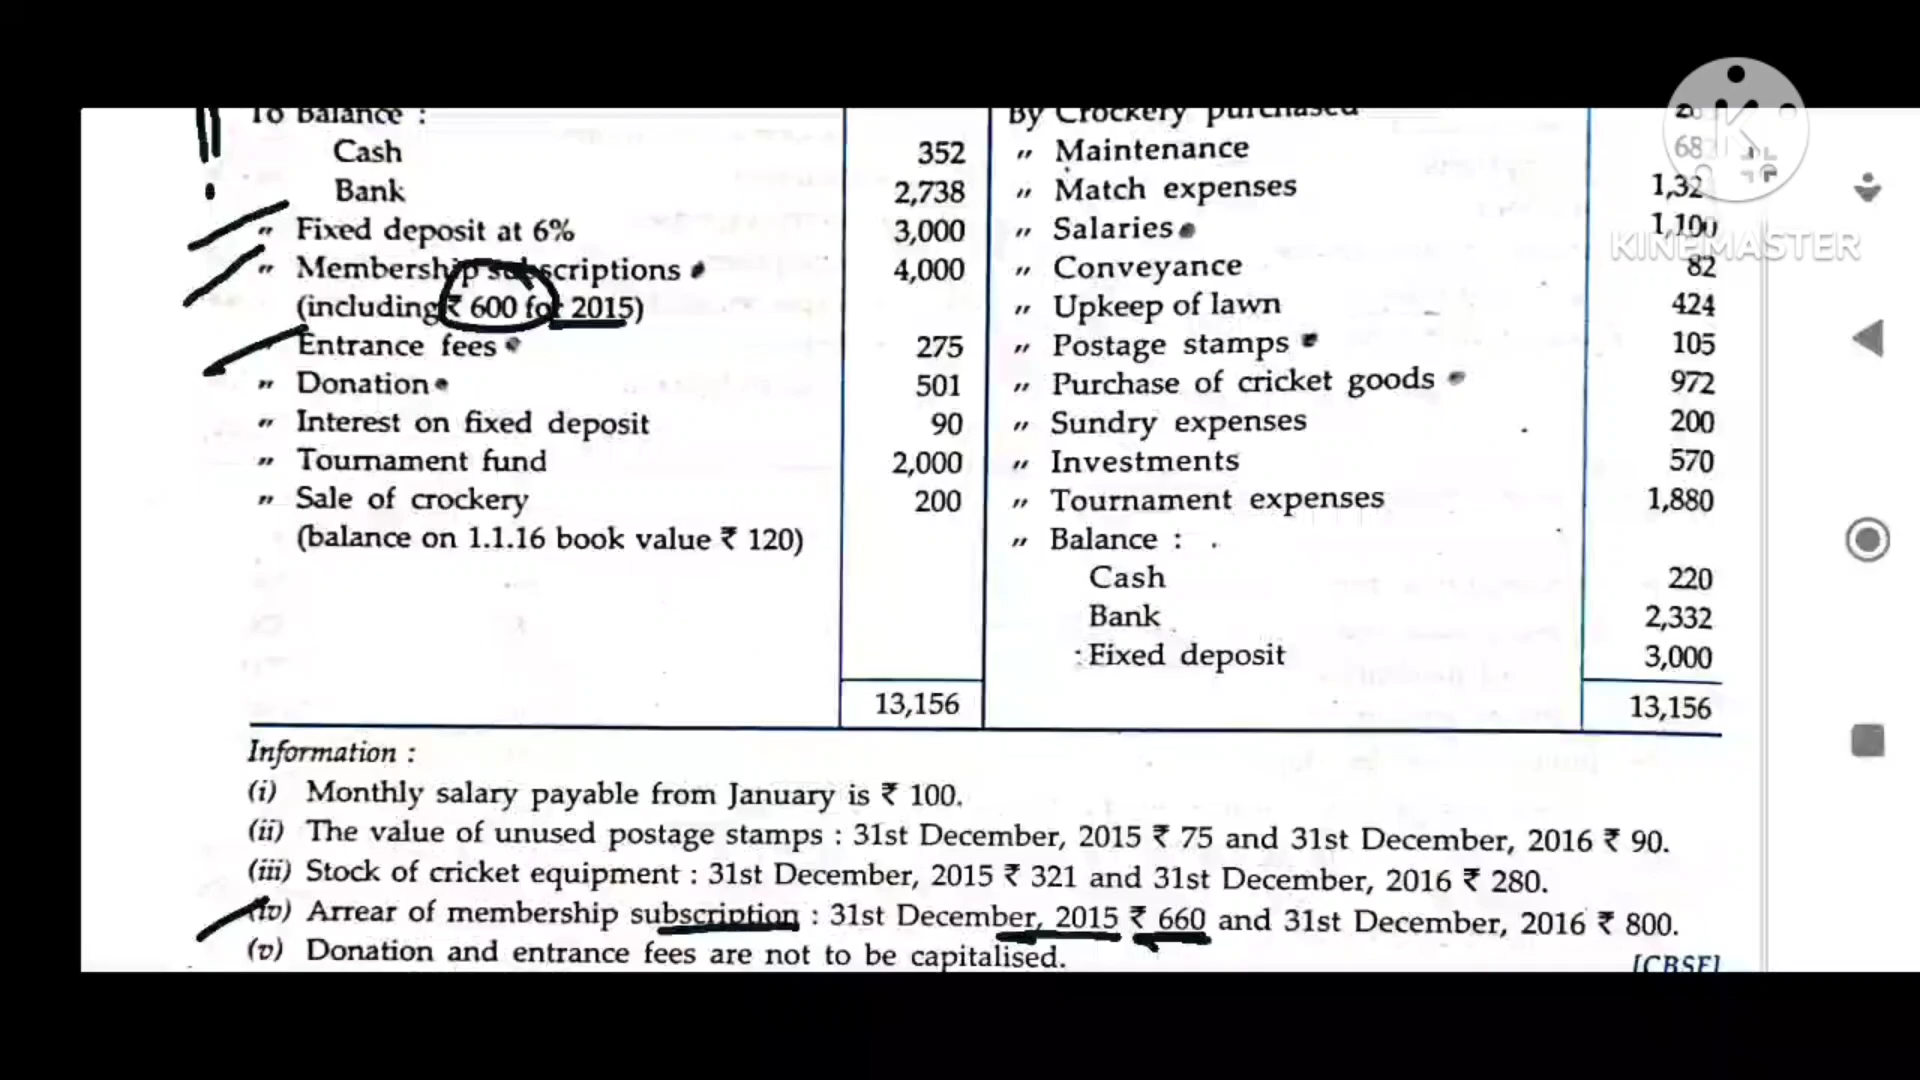 To Balance :
Cash 352
Bank 2,738
" Fixed deposit at 6% 3,000
" Membership subscriptions 4,000
(including ₹ 600 for 2015)
" Entrance fees 275
" Donation 501
" Interest on fixed deposit 90
" Tournament fund 2,000
" Sale of crockery 200
(balance on 1.1.16 book value ₹ 120)
13,156
By Crockery purchased
" Maintenance
" Match expenses
" Salaries 1,100
" Conveyance 82
" Upkeep of lawn 424
" Postage stamps 105
" Purchase of cricket goods 972
" Sundry expenses 200
" Investments 570
" Tournament expenses 1,880
" Balance :
Cash 220
Bank 2,332
Fixed deposit 3,000
13,156
K
KINEMASTER
Information :
(i) Monthly salary payable from January is ₹ 100.
(ii) The value of unused postage stamps : 31st December, 2015 ₹ 75 and 31st December, 2016 ₹ 90.
(iii) Stock of cricket equipment : 31st December, 2015 ₹ 321 and 31st December, 2016 ₹ 280.
(iv) Arrear of membership subscription : 31st December, 2015 ₹ 660 and 31st December, 2016 ₹ 800.
(v) Donation and entrance fees are not to be capitalised.
[CBSE]